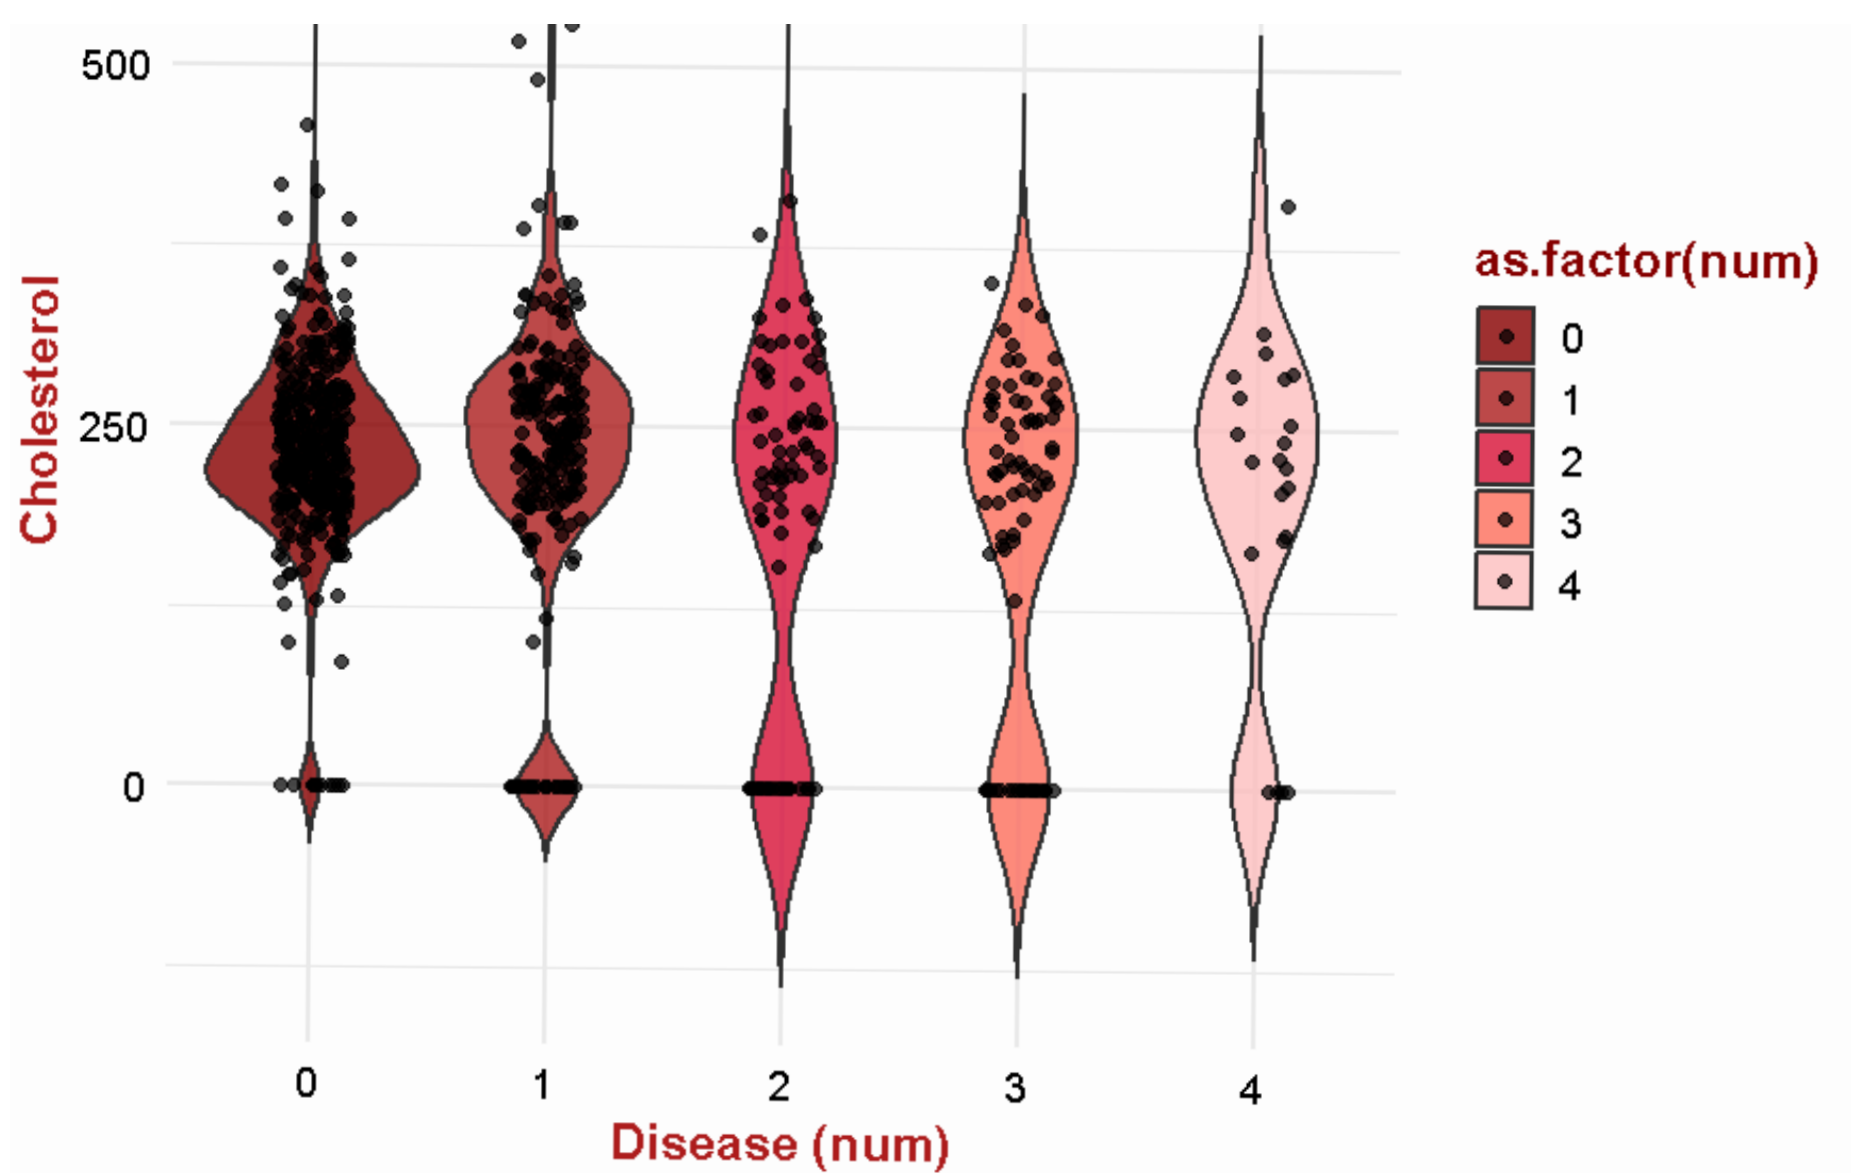 500
250
0
Cholesterol
0 1 2 3 4
Disease (num)
as.factor(num)
0
1
2
3
4